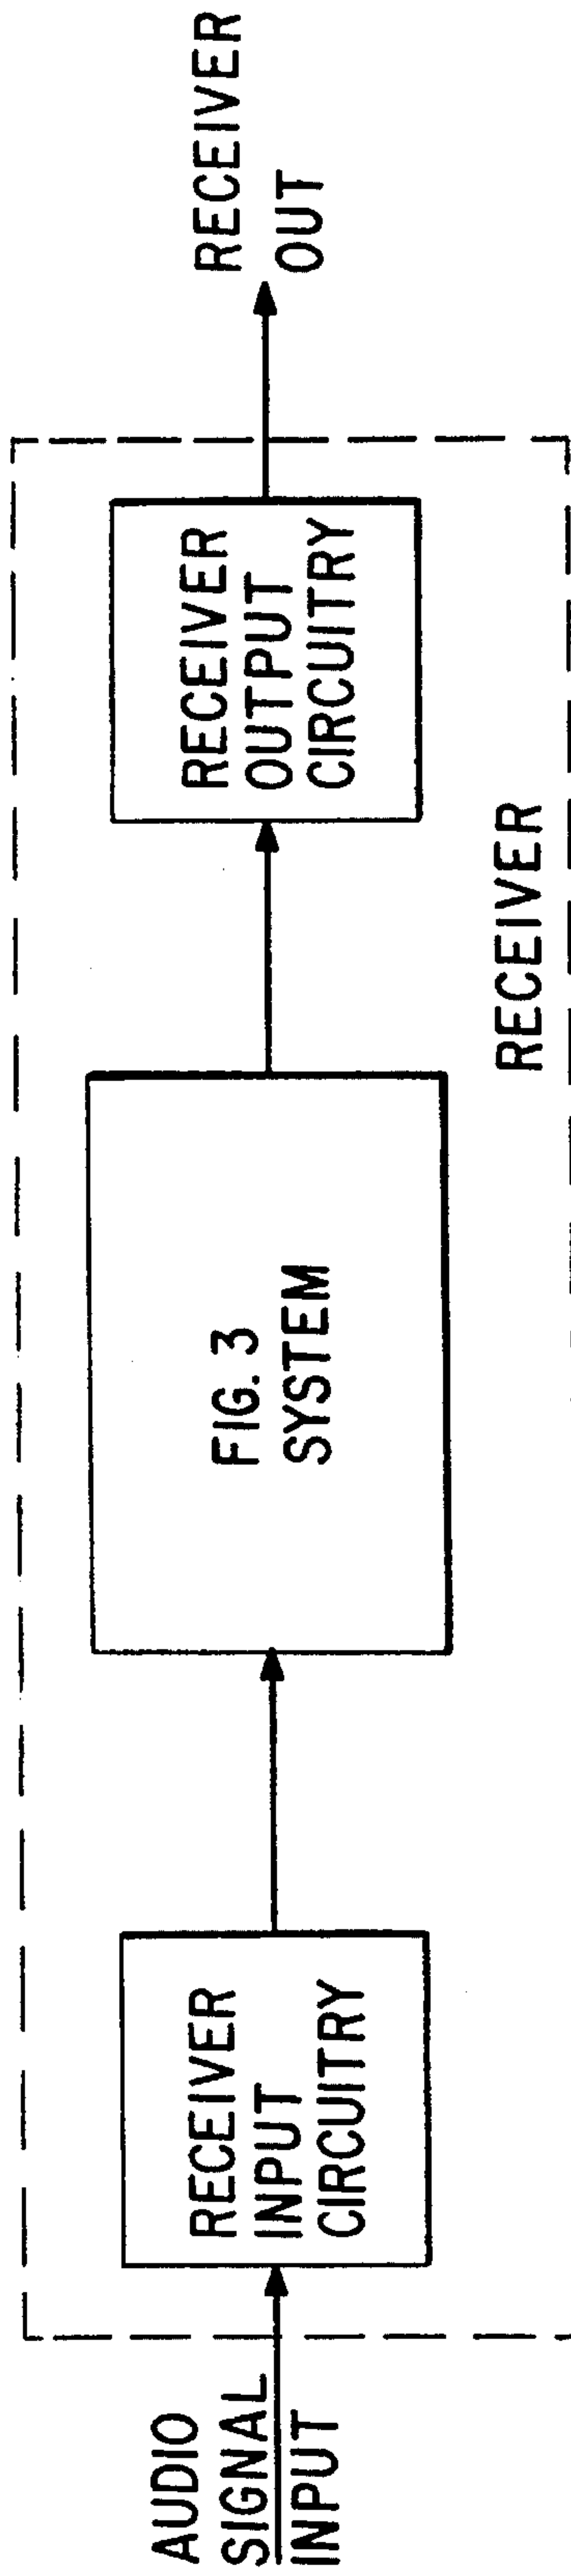 AUDIO
SIGNAL
INPUT
RECEIVER
INPUT
CIRCUITRY
FIG. 3
SYSTEM
RECEIVER
OUTPUT
CIRCUITRY
RECEIVER
RECEIVER
OUT